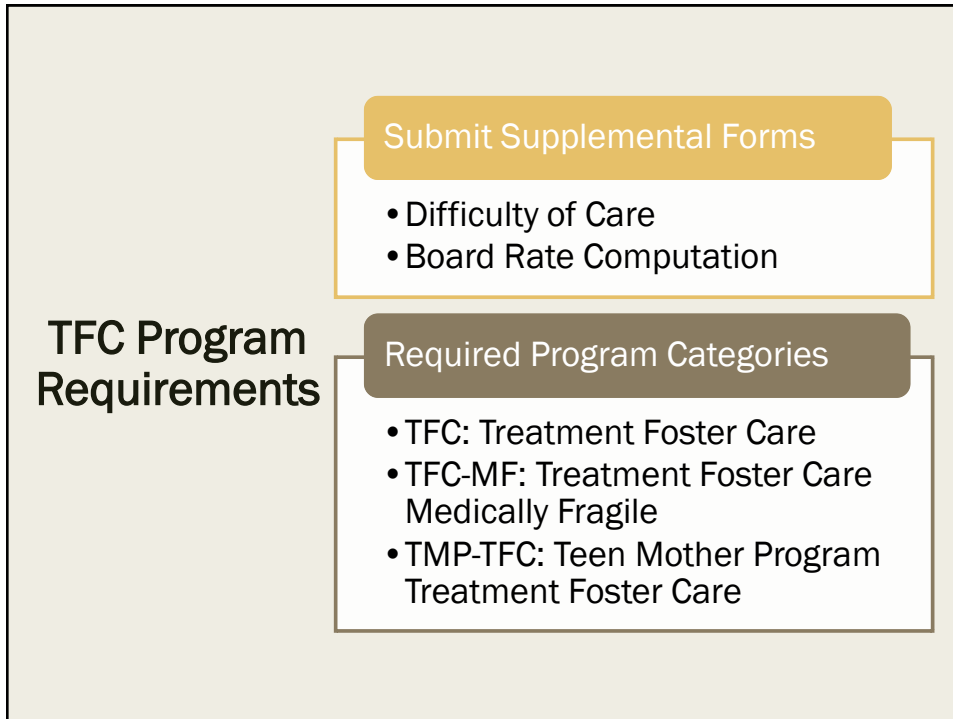 TFC Program
Requirements
Submit Supplemental Forms
•Difficulty of Care
•Board Rate Computation
Required Program Categories
•TFC: Treatment Foster Care
•TFC-MF: Treatment Foster Care
Medically Fragile
•TMP-TFC: Teen Mother Program
Treatment Foster Care